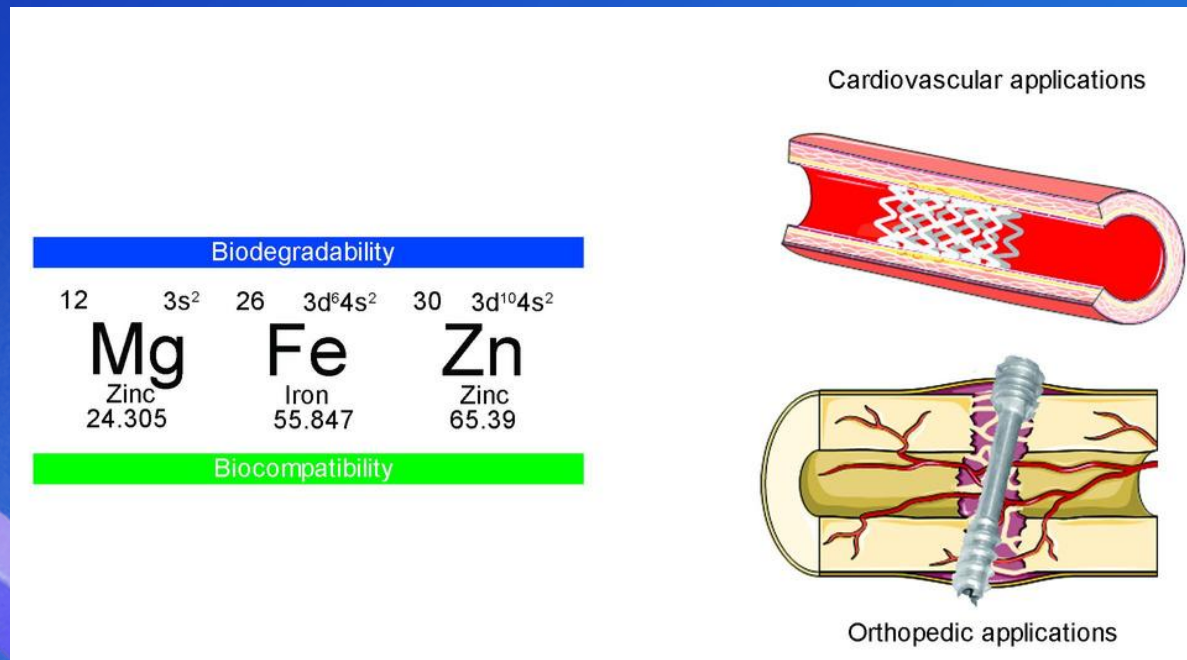 Cardiovascular applications
Biodegradability
12 3s² 26 3d⁶4s² 30 3d¹⁰4s²
Mg Fe Zn
Zinc Iron Zinc
24.305 55.847 65.39
Biocompatibility
Orthopedic applications